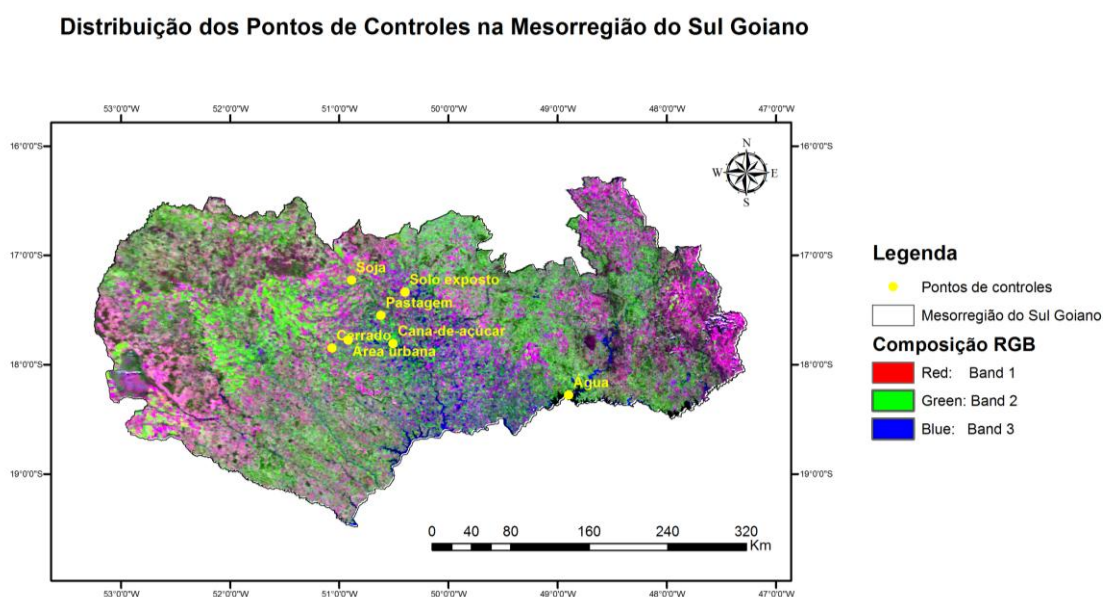 Distribuição dos Pontos de Controles na Mesorregião do Sul Goiano
53°0'0"W 52°0'0"W 51°0'0"W 50°0'0"W 49°0'0"W 48°0'0"W 47°0'0"W
16°0'0"S 16°0'0"S
N
W E
S
17°0'0"S 17°0'0"S
Soja
Solo exposto
Pastagem
Cana-de-açúcar
Cerrado
Área urbana
18°0'0"S 18°0'0"S
Água
19°0'0"S 19°0'0"S
0 40 80 160 240 320
Km
53°0'0"W 52°0'0"W 51°0'0"W 50°0'0"W 49°0'0"W 48°0'0"W 47°0'0"W
Legenda
Pontos de controles
Mesorregião do Sul Goiano
Composição RGB
Red: Band 1
Green: Band 2
Blue: Band 3